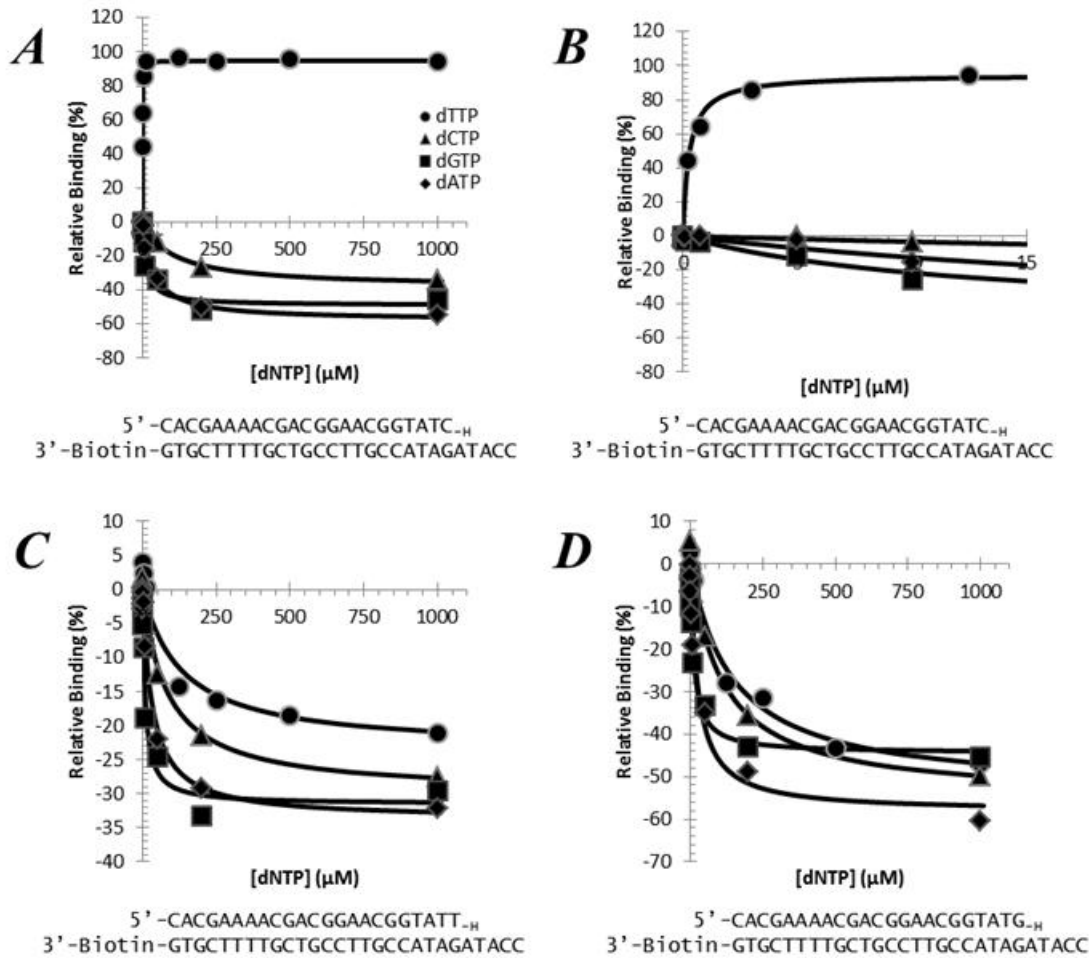 A
120
100
80
60
40
20
0
-20
-40
-60
-80
Relative Binding (%)
250
500
750
1000
dTTP
dCTP
dGTP
dATP
[dNTP] (µM)
5’-CACGAAAACGACGGAACGGTATC-H
3’-Biotin-GTGCTTTTGCTGCCTTGCCATAGATACC
B
120
100
80
60
40
20
0
-20
-40
-60
-80
Relative Binding (%)
0
15
[dNTP] (µM)
5’-CACGAAAACGACGGAACGGTATC-H
3’-Biotin-GTGCTTTTGCTGCCTTGCCATAGATACC
C
10
5
0
-5
-10
-15
-20
-25
-30
-35
-40
Relative Binding (%)
250
500
750
1000
[dNTP] (µM)
5’-CACGAAAACGACGGAACGGTATT-H
3’-Biotin-GTGCTTTTGCTGCCTTGCCATAGATACC
D
10
0
-10
-20
-30
-40
-50
-60
-70
Relative Binding (%)
250
500
750
1000
[dNTP] (µM)
5’-CACGAAAACGACGGAACGGTATG-H
3’-Biotin-GTGCTTTTGCTGCCTTGCCATAGATACC